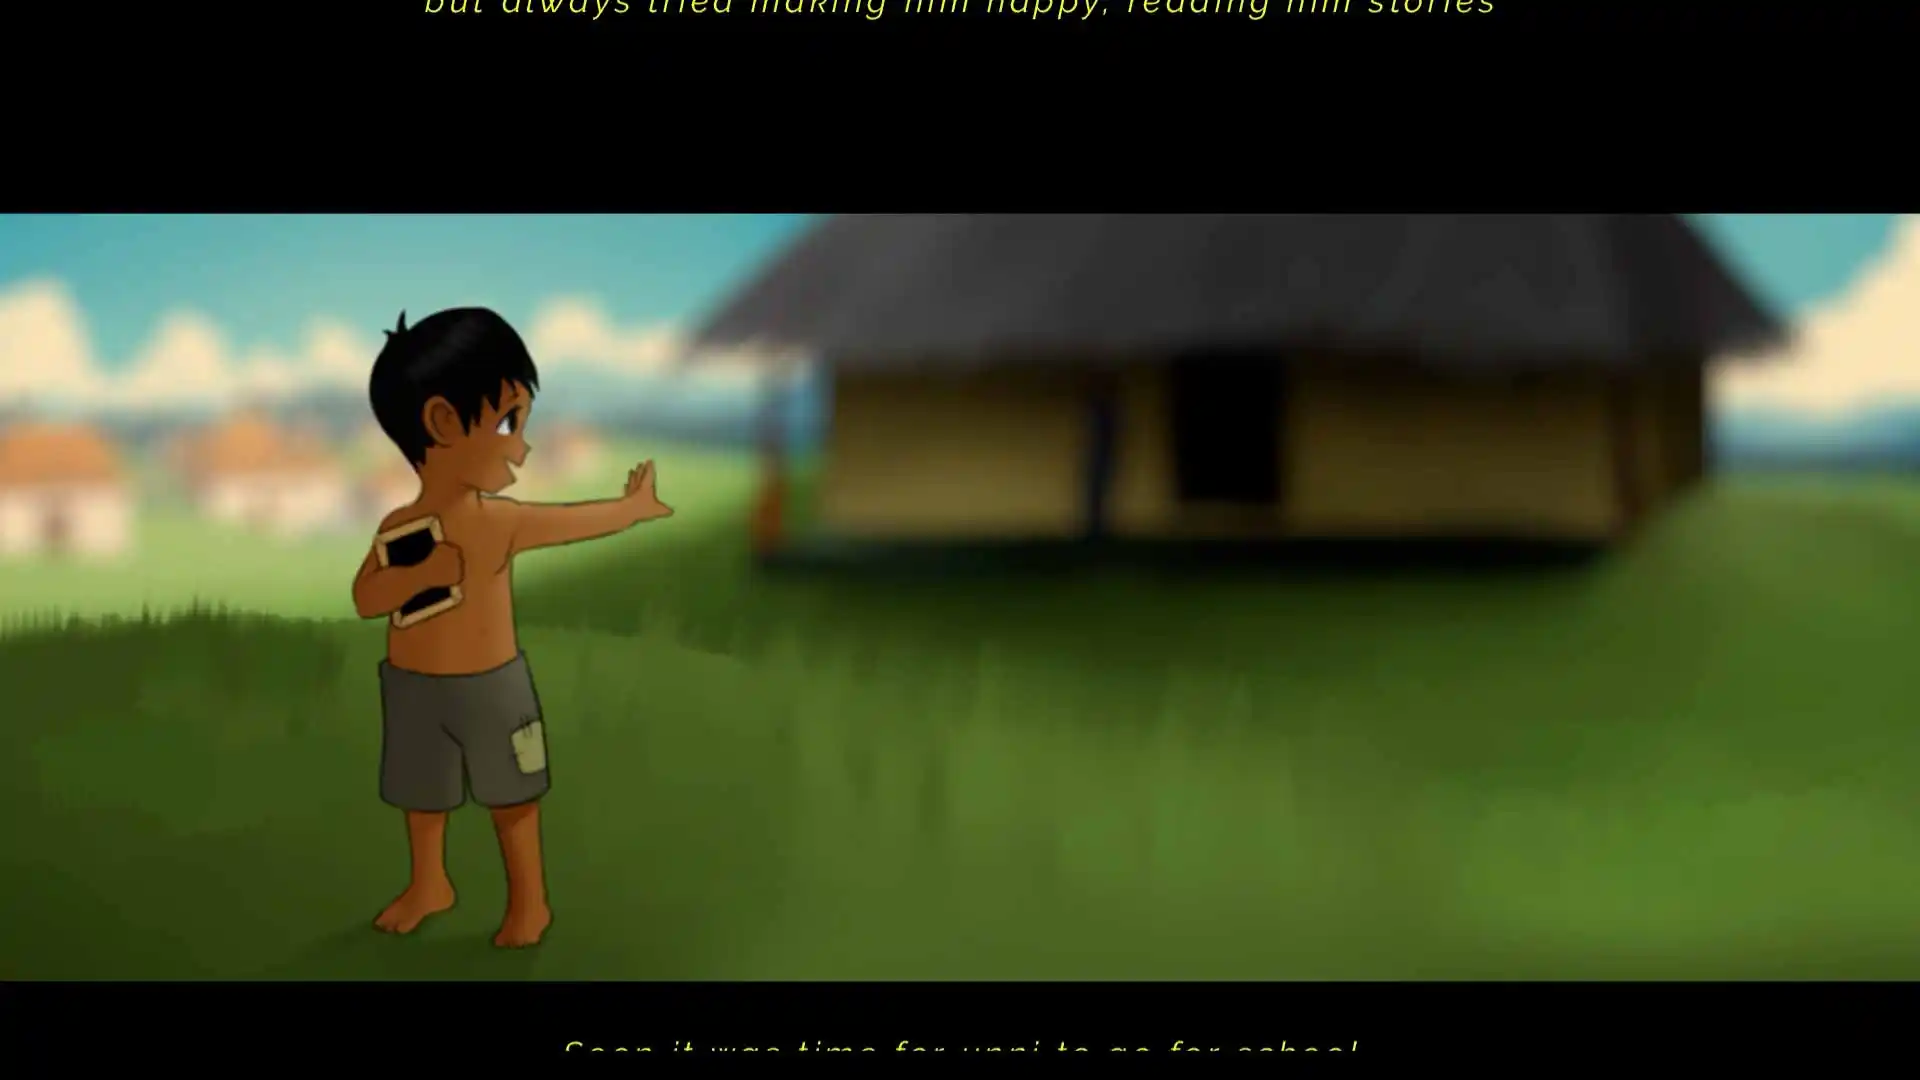 but always tried making him happy, reading him stories
Soon it was time for unni to go for school